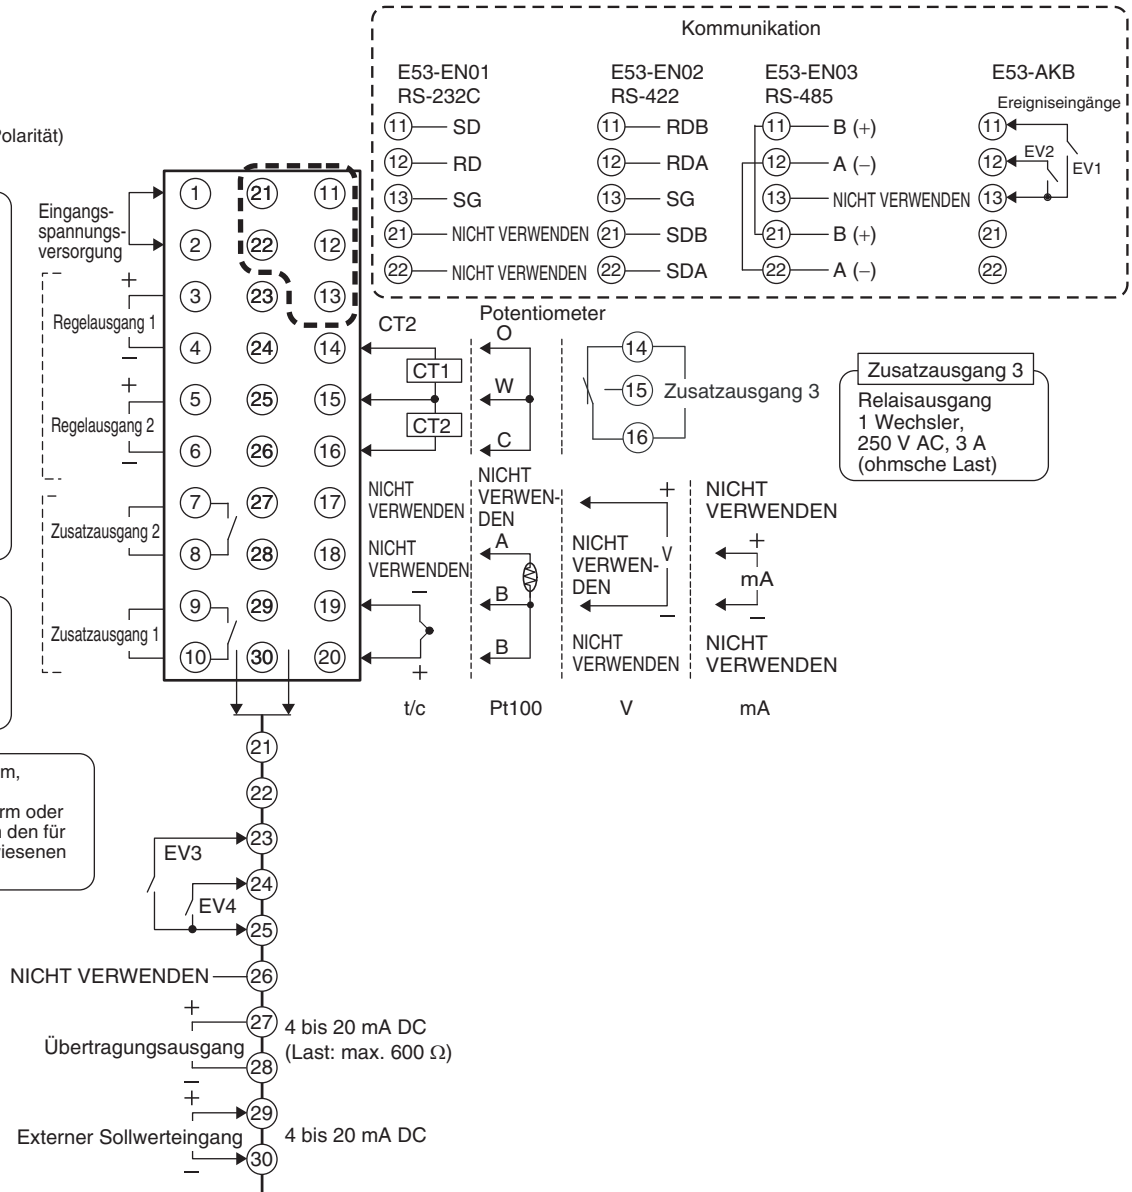 Kommunikation
E53-EN01
RS-232C
11 SD
12 RD
13 SG
21 NICHT VERWENDEN
22 NICHT VERWENDEN
E53-EN02
RS-422
11 RDB
12 RDA
13 SG
21 SDB
22 SDA
E53-EN03
RS-485
11 B (+)
12 A (−)
13 NICHT VERWENDEN
21 B (+)
22 A (−)
E53-AKB
Ereigniseingänge
11
12 EV2
EV1
13
21
22
Polarität)
Eingangs-
spannungs-
versorgung
+
Regelausgang 1
−
+
Regelausgang 2
−
Zusatzausgang 2
Zusatzausgang 1
1 21 11
2 22 12
3 23 13
4 24 14
5 25 15
6 26 16
7 27 17
8 28 18
9 29 19
10 30 20
CT2
CT1
CT2
NICHT
VERWENDEN
NICHT
VERWENDEN
−
+
t/c
Potentiometer
O
W
C
NICHT
VERWEN-
DEN
A
B
B
Pt100
14
15 Zusatzausgang 3
16
+
NICHT
VERWEN-
DEN
V
−
NICHT
VERWENDEN
V
NICHT
VERWENDEN
+
mA
−
NICHT
VERWENDEN
mA
Zusatzausgang 3
Relaisausgang
1 Wechsler,
250 V AC, 3 A
(ohmsche Last)
m,
rm oder
n den für
iesenen
21
22
23
EV3
24
EV4
25
NICHT VERWENDEN 26
+
27 4 bis 20 mA DC
Übertragungsausgang (Last: max. 600 Ω)
28
−
+
29
Externer Sollwerteingang 4 bis 20 mA DC
30
−